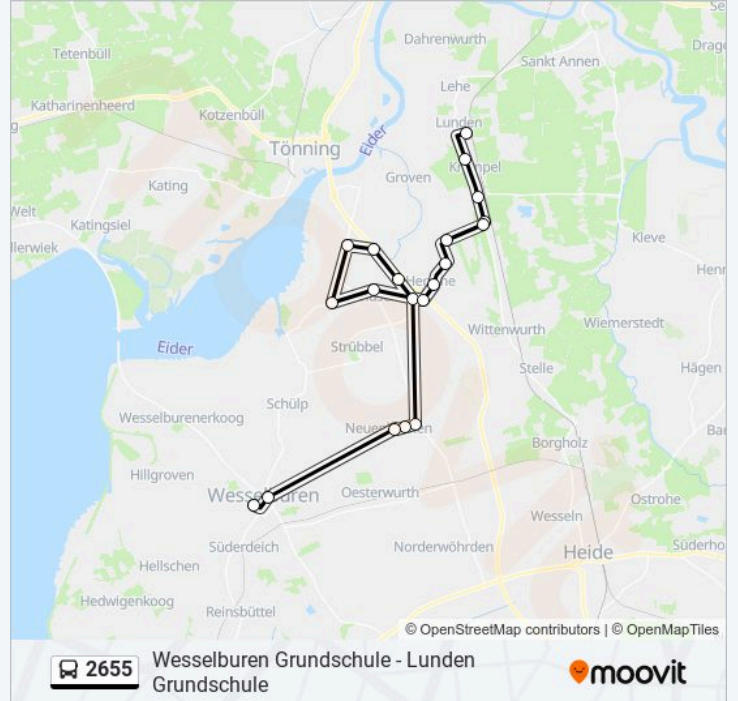 Se
Dahrenwurth
Tetenbüll
Sankt Annen
Drage
Lehe
Katharinenheerd
Kotzenbüll
Lunden
Eider
Tönning
Groven
Kating
Welt
Katingsiel
Kleve
llerwiek
Henn
Wiemerstedt
Wittenwurth
Eider
Strübbel
Stelle
Hägen
Schülp
Wesselburenerkoog
Borgholz
Hillgroven
Oesterwurth
Ostrohe
Wesseln
Süderdeich
Norderwöhrden
Heide
Süderho
Hellschen
Hedwigenkoog
Reinsbüttel
© OpenStreetMap contributors | © OpenMapTiles
2655 Wesselburen Grundschule - Lunden
Grundschule
moovit